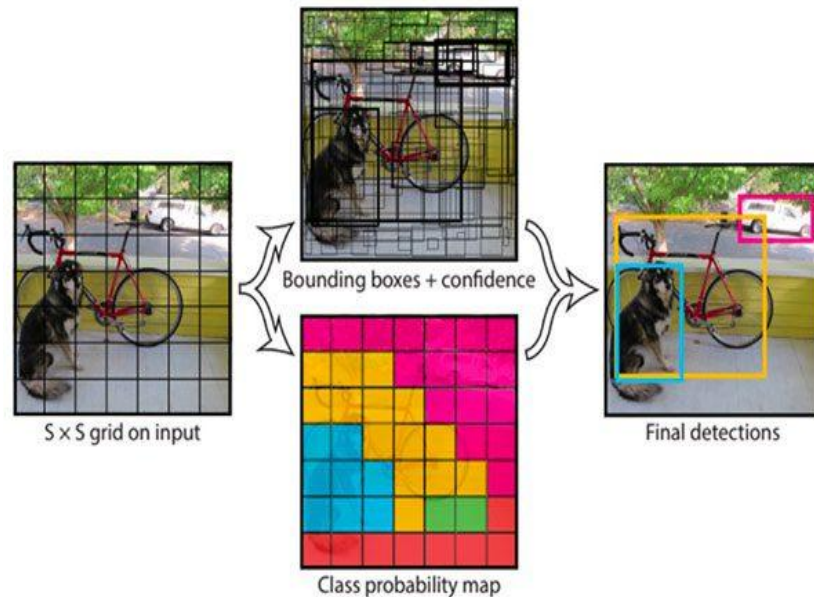 Bounding boxes + confidence
S × S grid on input
Final detections
Class probability map